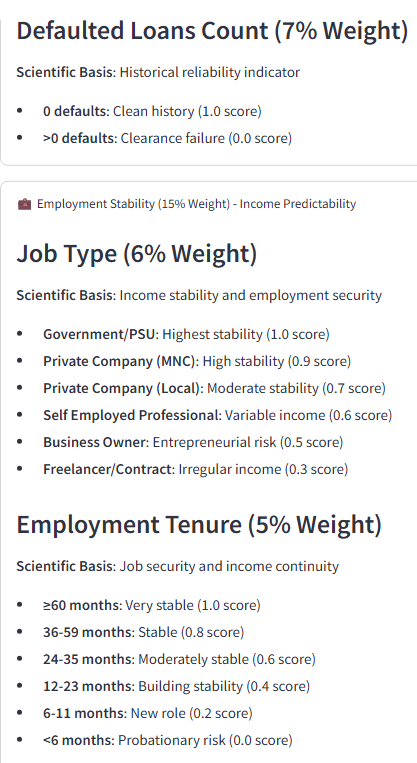 Defaulted Loans Count (7% Weight)
Scientific Basis: Historical reliability indicator
• 0 defaults: Clean history (1.0 score)
• >0 defaults: Clearance failure (0.0 score)
💼 Employment Stability (15% Weight) - Income Predictability
Job Type (6% Weight)
Scientific Basis: Income stability and employment security
• Government/PSU: Highest stability (1.0 score)
• Private Company (MNC): High stability (0.9 score)
• Private Company (Local): Moderate stability (0.7 score)
• Self Employed Professional: Variable income (0.6 score)
• Business Owner: Entrepreneurial risk (0.5 score)
• Freelancer/Contract: Irregular income (0.3 score)
Employment Tenure (5% Weight)
Scientific Basis: Job security and income continuity
• ≥60 months: Very stable (1.0 score)
• 36-59 months: Stable (0.8 score)
• 24-35 months: Moderately stable (0.6 score)
• 12-23 months: Building stability (0.4 score)
• 6-11 months: New role (0.2 score)
• <6 months: Probationary risk (0.0 score)